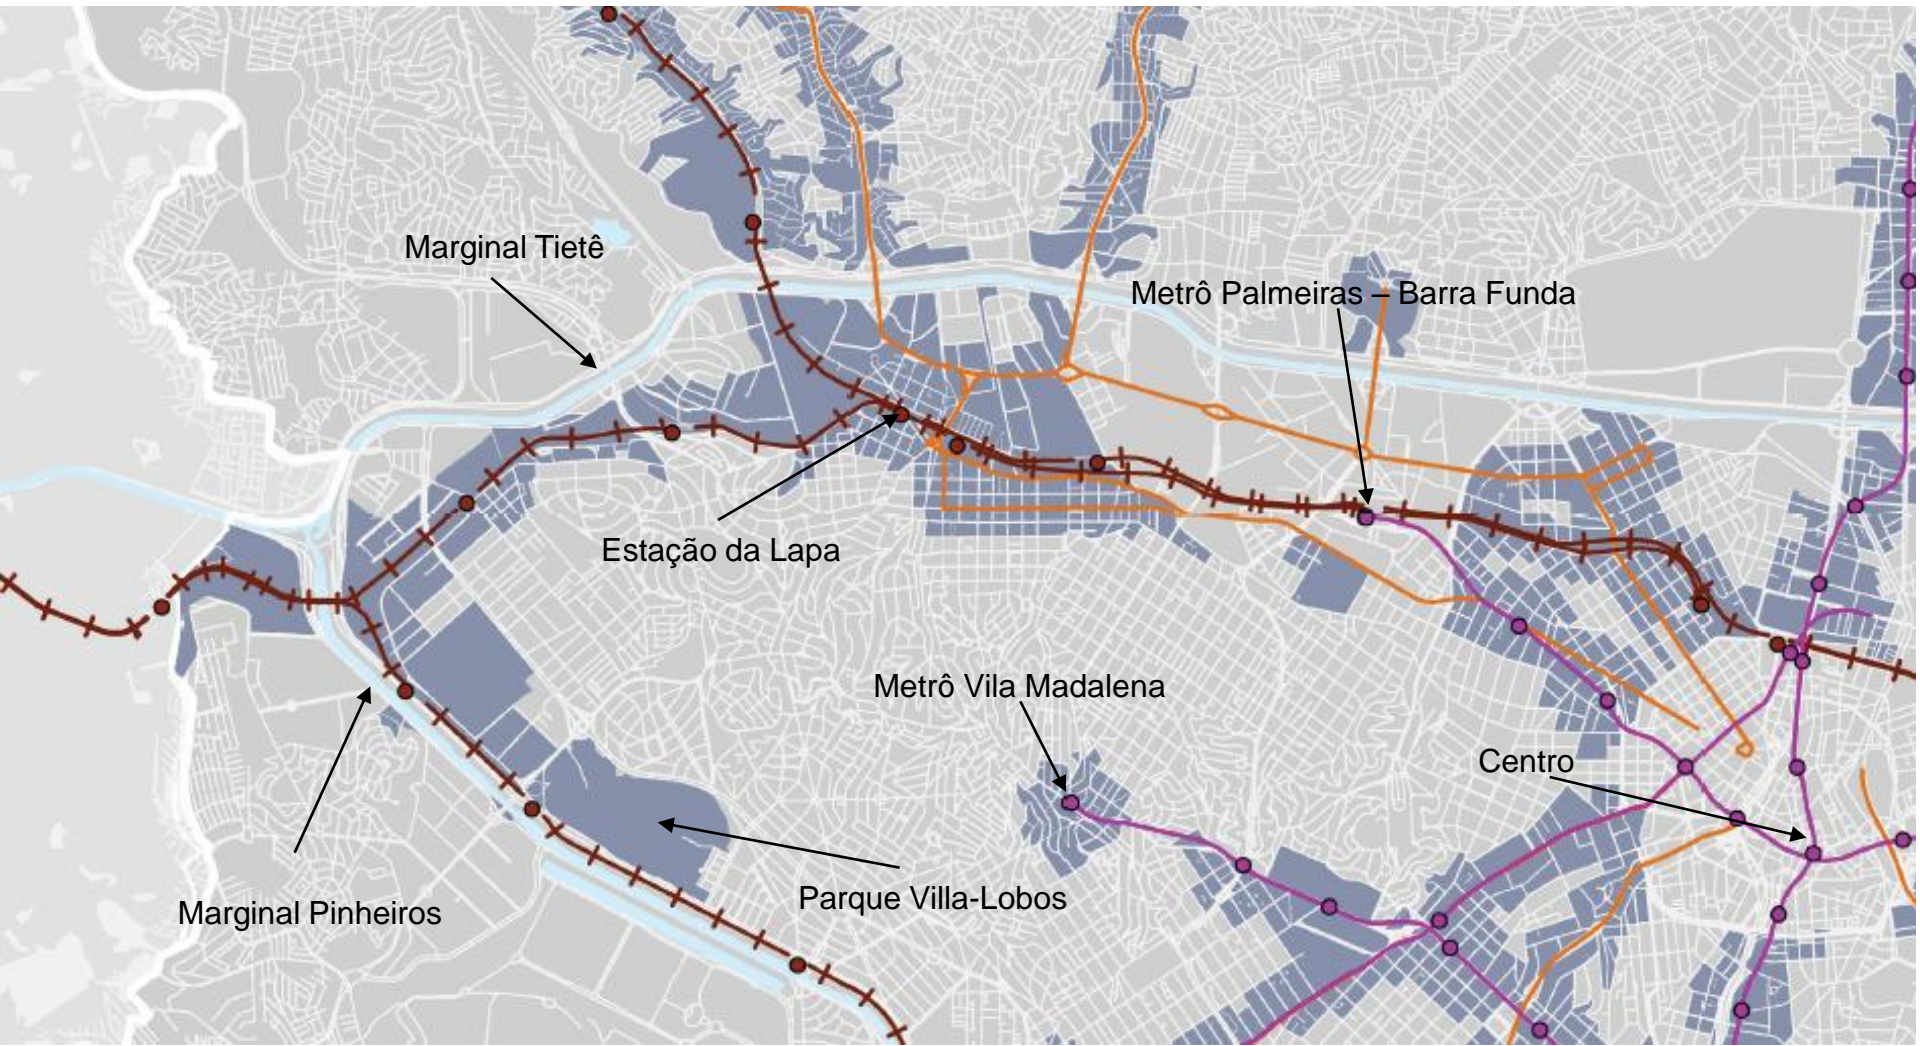 Marginal Tietê
Metrô Palmeiras – Barra Funda
Estação da Lapa
Metrô Vila Madalena
Centro
Parque Villa-Lobos
Marginal Pinheiros